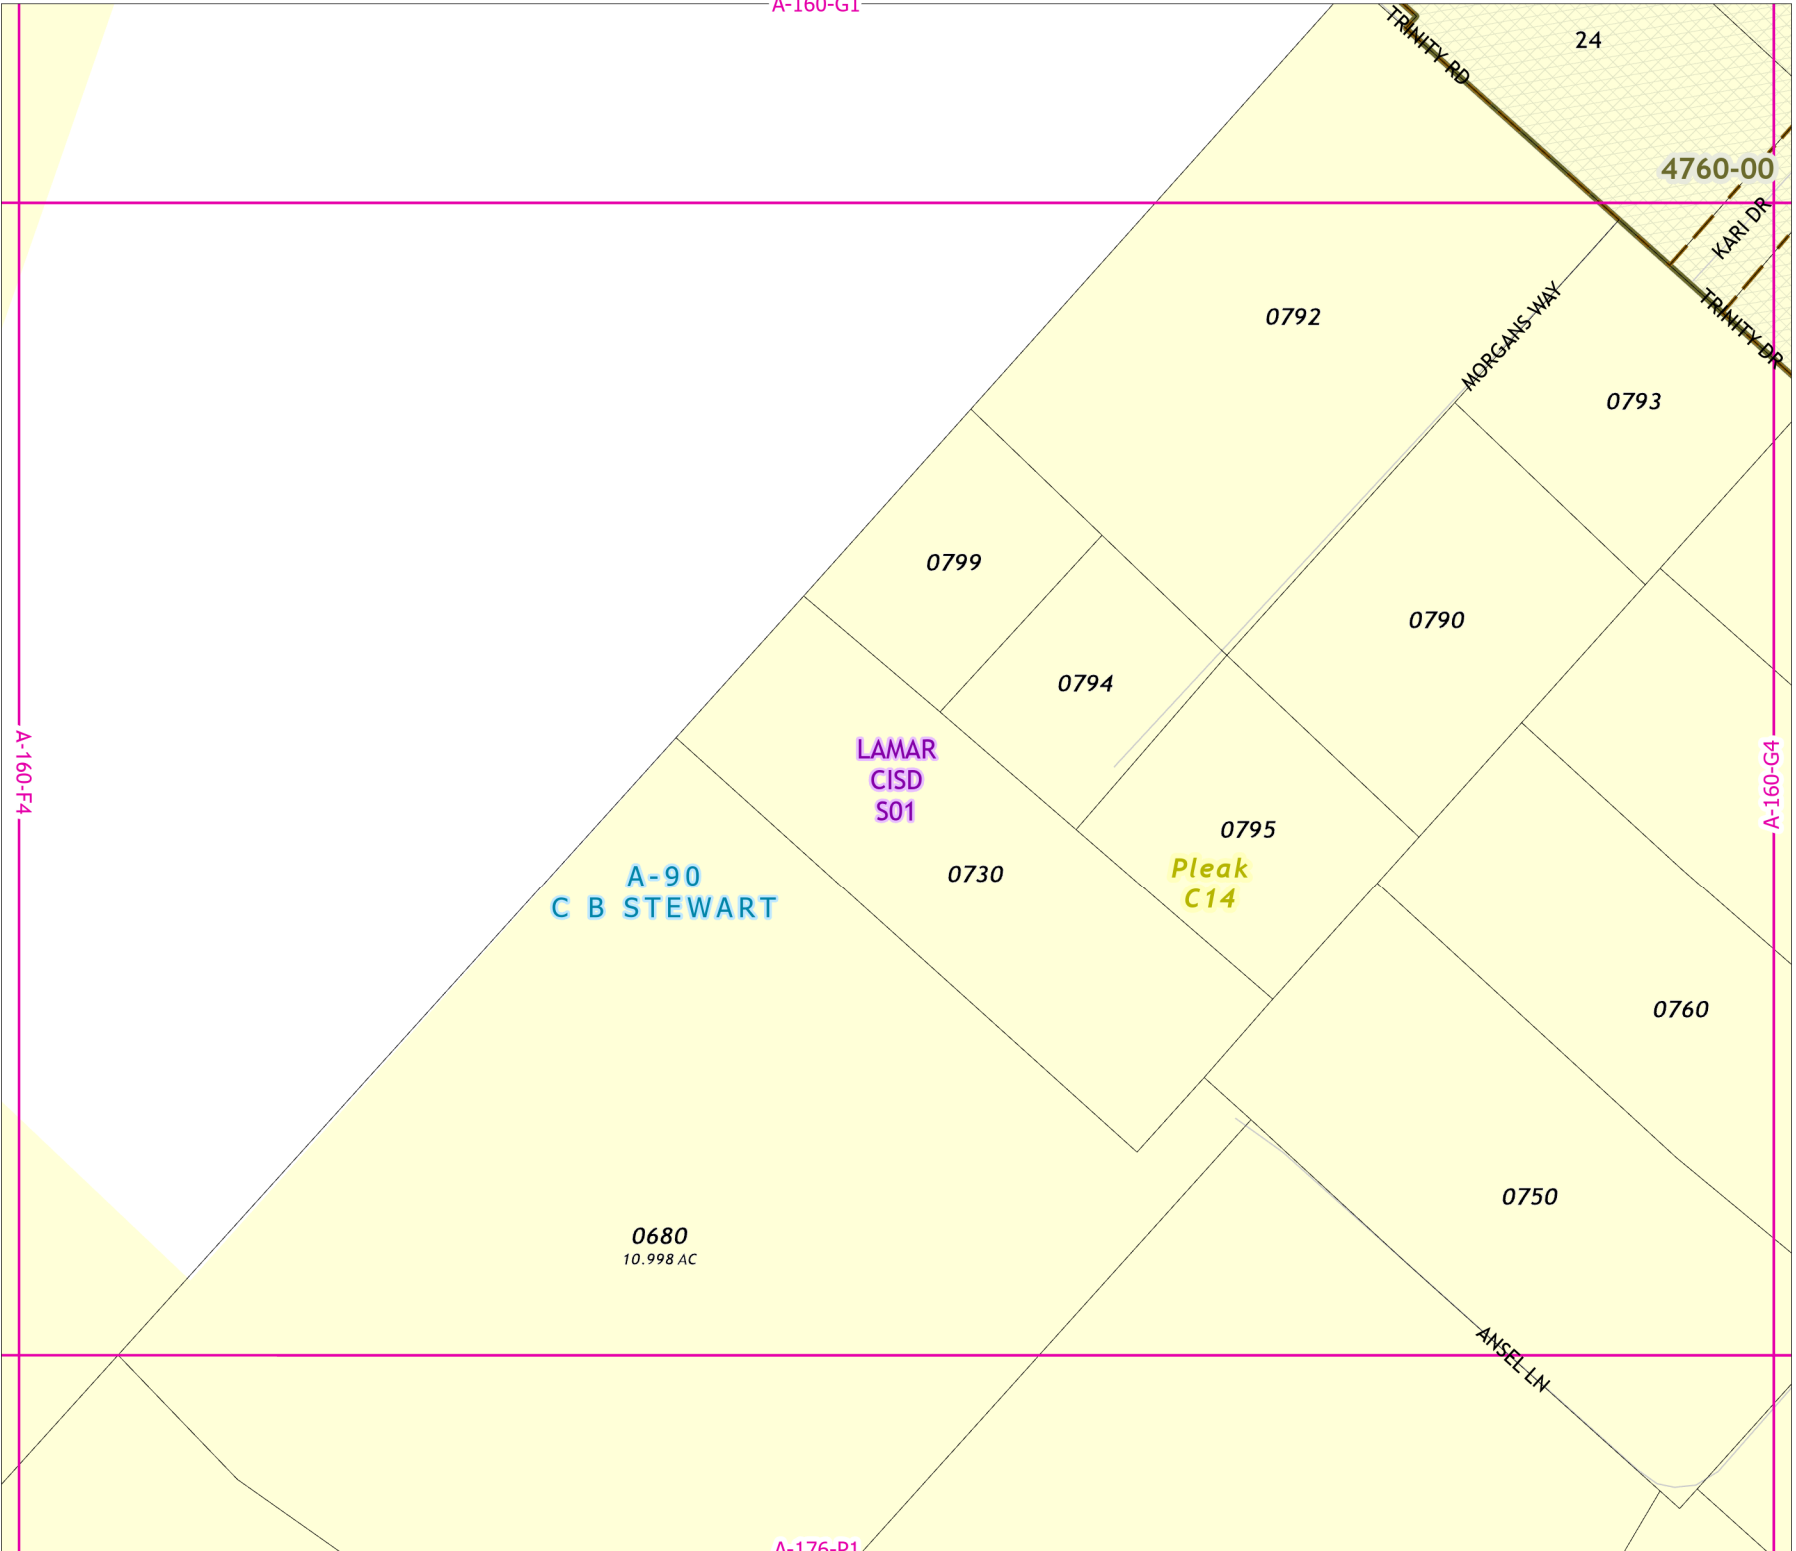 A-160-G1
TRINITY RD
24
4760-00
KARI DR
TRINITY DR
0792
MORGANS WAY
0793
0799
0790
0794
LAMAR
CISD
S01
A-160-F4
A-160-G4
0795
Pleak
C14
0730
A-90
C B STEWART
0760
0750
0680
10.998 AC
ANSEL LN
A-176-P1